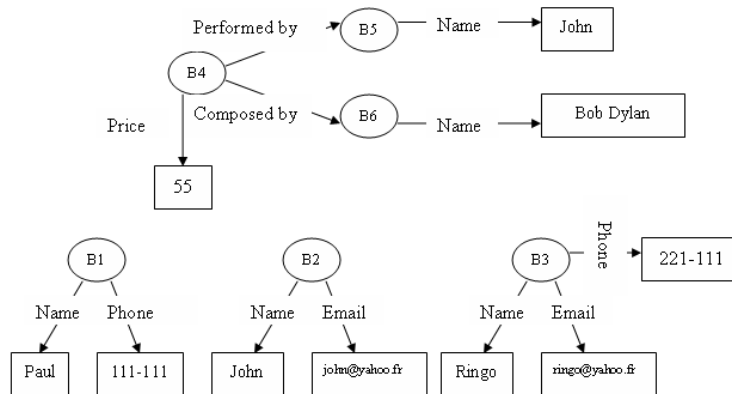 Performed by
B5
Name
John
B4
Composed by
B6
Name
Bob Dylan
Price
55
B1
B2
B3
Phone
221-111
Name
Phone
Name
Email
Name
Email
Paul
111-111
John
john@yahoo.fr
Ringo
ringo@yahoo.fr